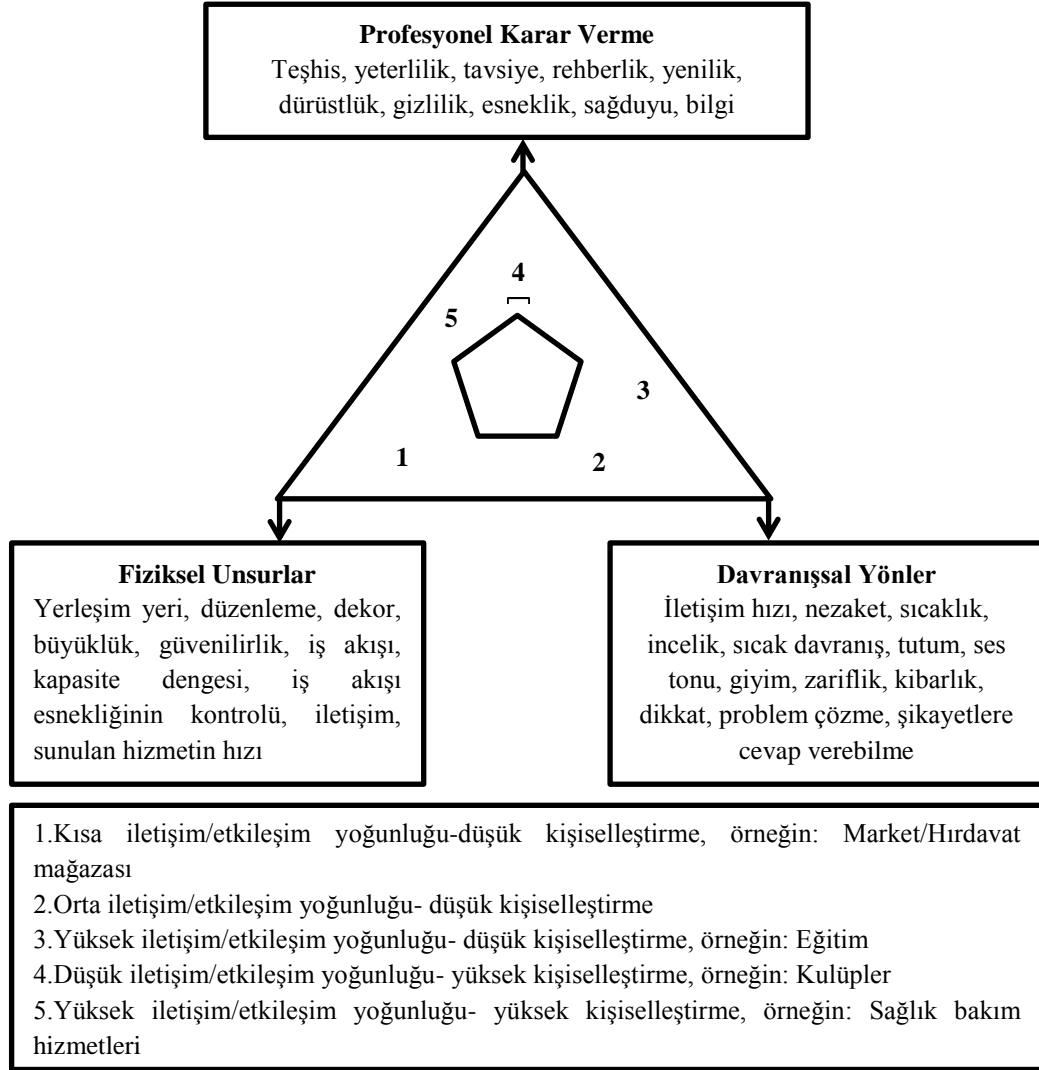 Profesyonel Karar Verme
Teşhis, yeterlilik, tavsiye, rehberlik, yenilik,
dürüstlük, gizlilik, esneklik, sağduyu, bilgi
4
5
3
1
2
Fiziksel Unsurlar
Yerleşim yeri, düzenleme, dekor,
büyüklük, güvenilirlik, iş akışı,
kapasite dengesi, iş akışı
esnekliğinin kontrolü, iletişim,
sunulan hizmetin hızı
Davranışsal Yönler
İletişim hızı, nezaket, sıcaklık,
incelik, sıcak davranış, tutum, ses
tonu, giyim, zariflik, kibarlık,
dikkat, problem çözme, şikayetlere
cevap verebilme
1.Kısa iletişim/etkileşim yoğunluğu-düşük kişiselleştirme, örneğin: Market/Hırdavat
mağazası
2.Orta iletişim/etkileşim yoğunluğu- düşük kişiselleştirme
3.Yüksek iletişim/etkileşim yoğunluğu- düşük kişiselleştirme, örneğin: Eğitim
4.Düşük iletişim/etkileşim yoğunluğu- yüksek kişiselleştirme, örneğin: Kulüpler
5.Yüksek iletişim/etkileşim yoğunluğu- yüksek kişiselleştirme, örneğin: Sağlık bakım
hizmetleri